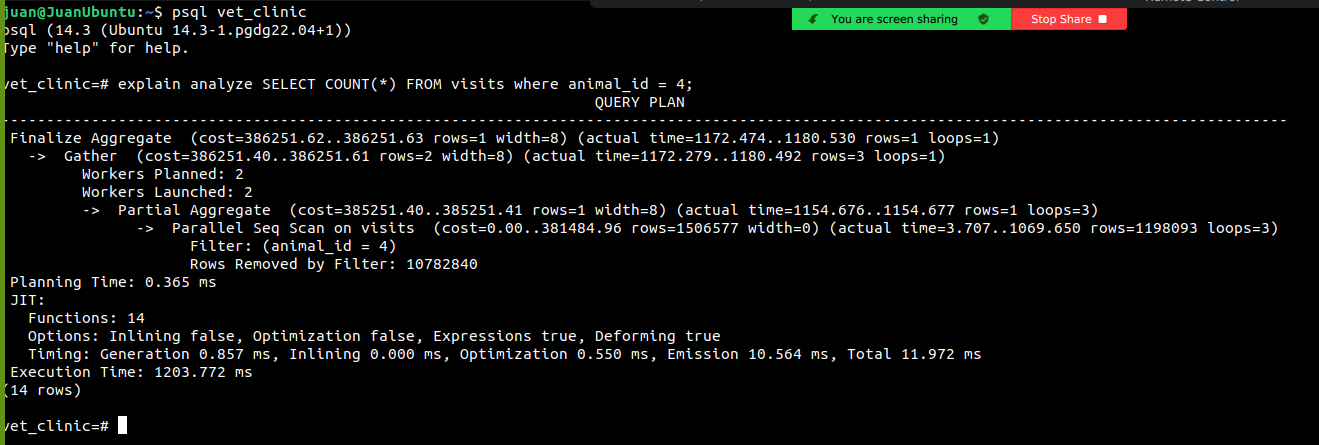 juan@JuanUbuntu:~$ psql vet_clinic
You are screen sharing
Stop Share
psql (14.3 (Ubuntu 14.3-1.pgdg22.04+1))
Type "help" for help.
vet_clinic=# explain analyze SELECT COUNT(*) FROM visits where animal_id = 4;
QUERY PLAN
-----------------------------------------------------------------------------------------------------------------------------------------------
Finalize Aggregate  (cost=386251.62..386251.63 rows=1 width=8) (actual time=1172.474..1180.530 rows=1 loops=1)
->  Gather  (cost=386251.40..386251.61 rows=2 width=8) (actual time=1172.279..1180.492 rows=3 loops=1)
Workers Planned: 2
Workers Launched: 2
->  Partial Aggregate  (cost=385251.40..385251.41 rows=1 width=8) (actual time=1154.676..1154.677 rows=1 loops=3)
->  Parallel Seq Scan on visits  (cost=0.00..381484.96 rows=1506577 width=0) (actual time=3.707..1069.650 rows=1198093 loops=3)
Filter: (animal_id = 4)
Rows Removed by Filter: 10782840
Planning Time: 0.365 ms
JIT:
Functions: 14
Options: Inlining false, Optimization false, Expressions true, Deforming true
Timing: Generation 0.857 ms, Inlining 0.000 ms, Optimization 0.550 ms, Emission 10.564 ms, Total 11.972 ms
Execution Time: 1203.772 ms
(14 rows)
vet_clinic=#